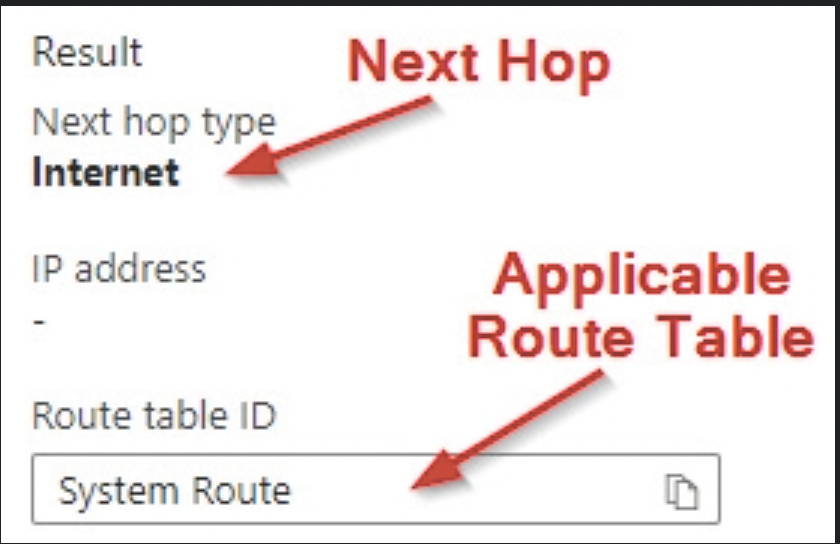 Result
Next Hop
Next hop type
Internet
IP address
-
Applicable
Route Table
Route table ID
System Route